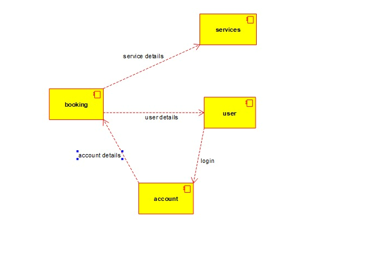 services
service details
booking
user
user details
account details
login
account